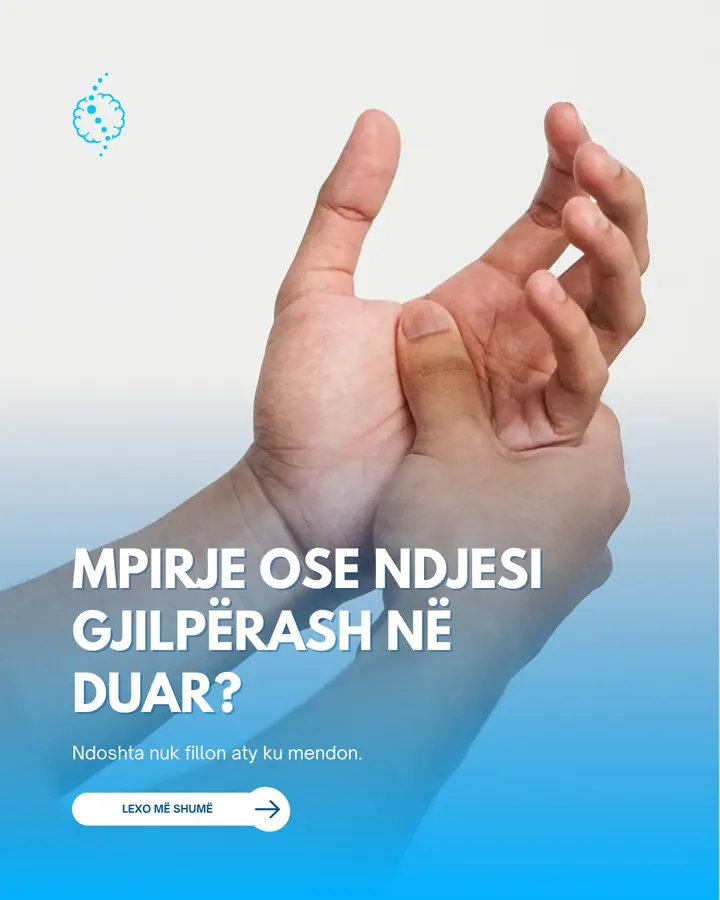 MPIRJE OSE NDJESI
GJILPËRASH NË
DUAR?
Ndoshta nuk fillon aty ku mendon.
LEXO MË SHUMË